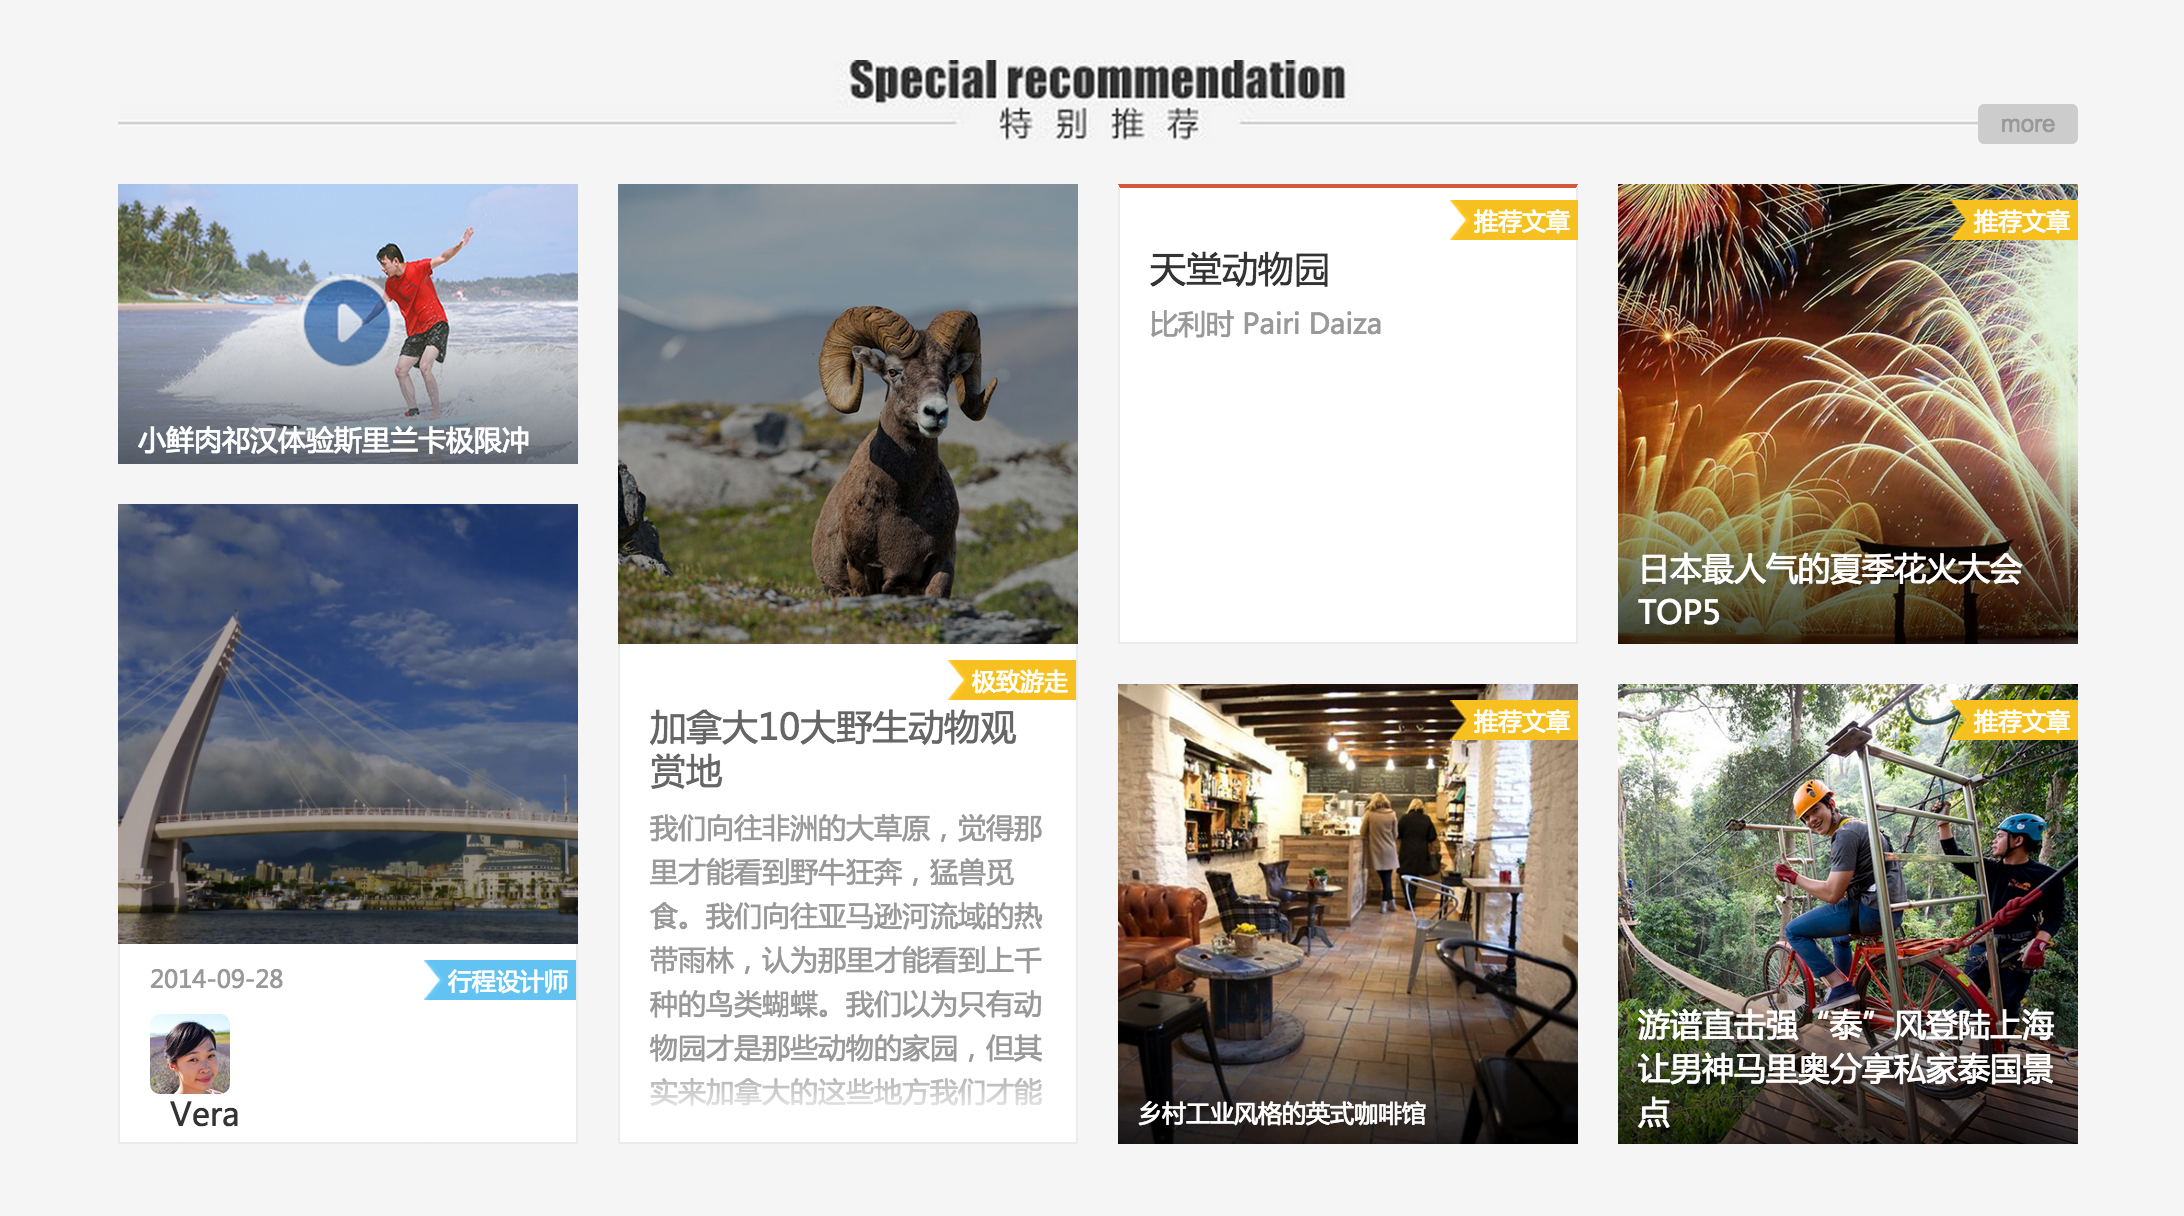 Special recommendation
特别推荐
more
小鲜肉祁汉体验斯里兰卡极限冲
2014-09-28
行程设计师
Vera
极致游走
加拿大10大野生动物观
赏地
我们向往非洲的大草原，觉得那
里才能看到野牛狂奔，猛兽觅
食。我们向往亚马逊河流域的热
带雨林，认为那里才能看到上千
种的鸟类蝴蝶。我们以为只有动
物园才是那些动物的家园，但其
实来加拿大的这些地方我们才能
推荐文章
天堂动物园
比利时 Pairi Daiza
推荐文章
乡村工业风格的英式咖啡馆
推荐文章
日本最人气的夏季花火大会
TOP5
推荐文章
游谱直击强“泰”风登陆上海
让男神马里奥分享私家泰国景
点